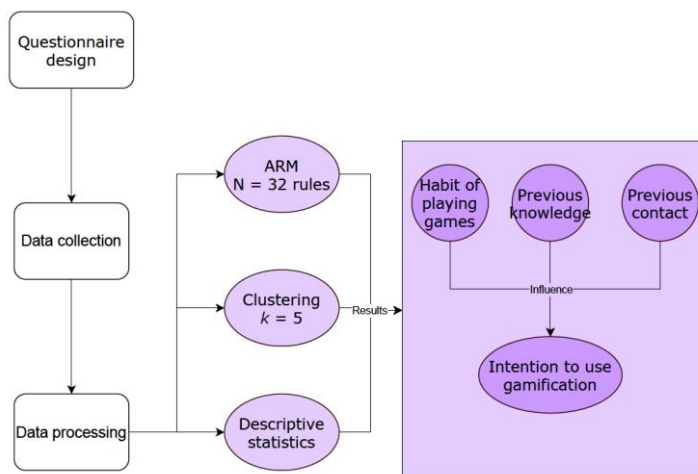 Questionnaire
design
Data collection
Data processing
ARM
N = 32 rules
Clustering
k = 5
Descriptive
statistics
Results
Habit of
playing
games
Previous
knowledge
Previous
contact
Influence
Intention to use
gamification